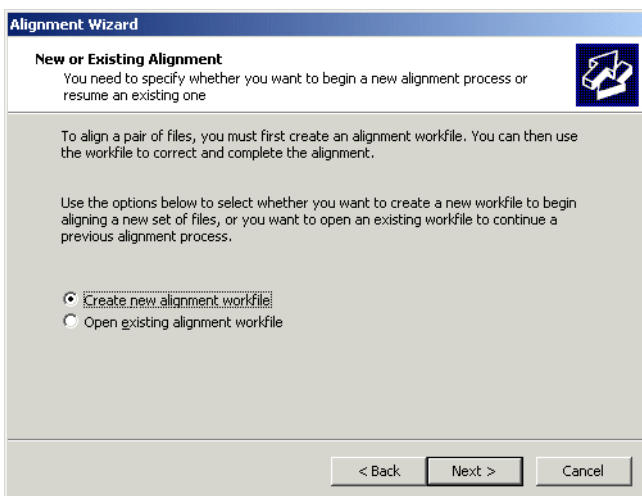 Alignment Wizard
New or Existing Alignment
You need to specify whether you want to begin a new alignment process or
resume an existing one
To align a pair of files, you must first create an alignment workfile. You can then use
the workfile to correct and complete the alignment.
Use the options below to select whether you want to create a new workfile to begin
aligning a new set of files, or you want to open an existing workfile to continue a
previous alignment process.
Create new alignment workfile
Open existing alignment workfile
< Back
Next >
Cancel